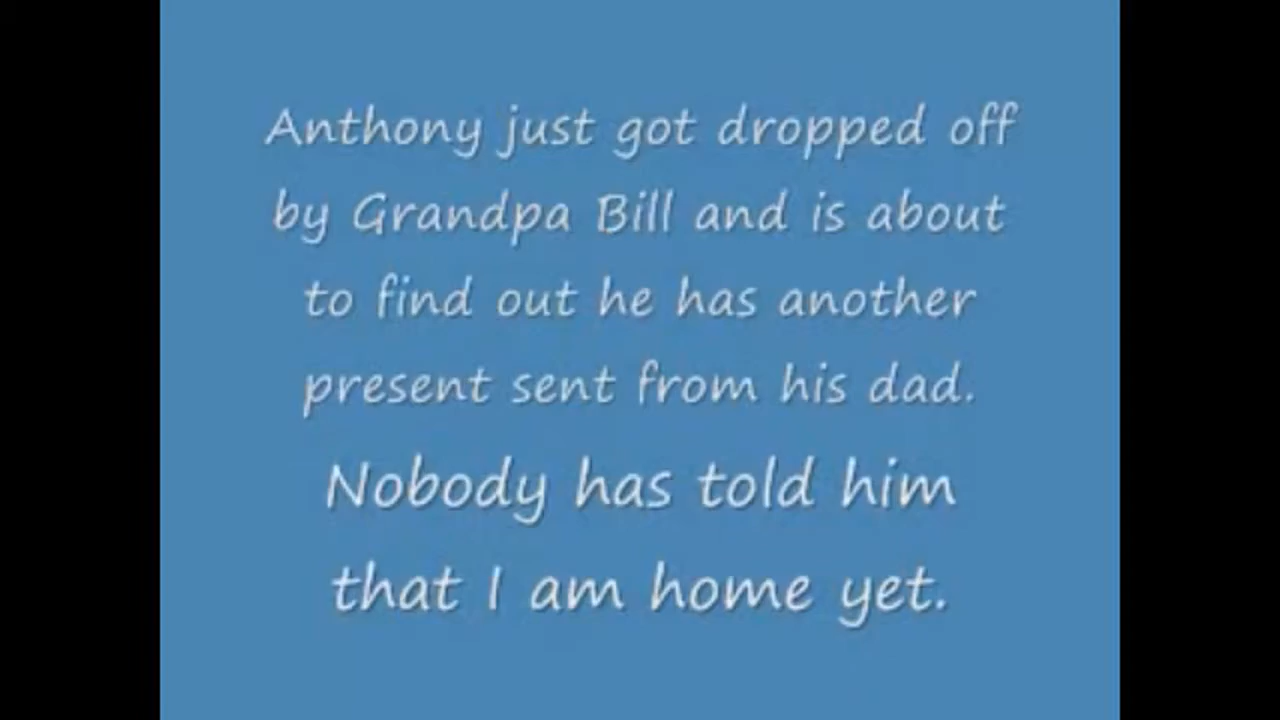 Anthony just got dropped off
by Grandpa Bill and is about
to find out he has another
present sent from his dad.
Nobody has told him
that I am home yet.